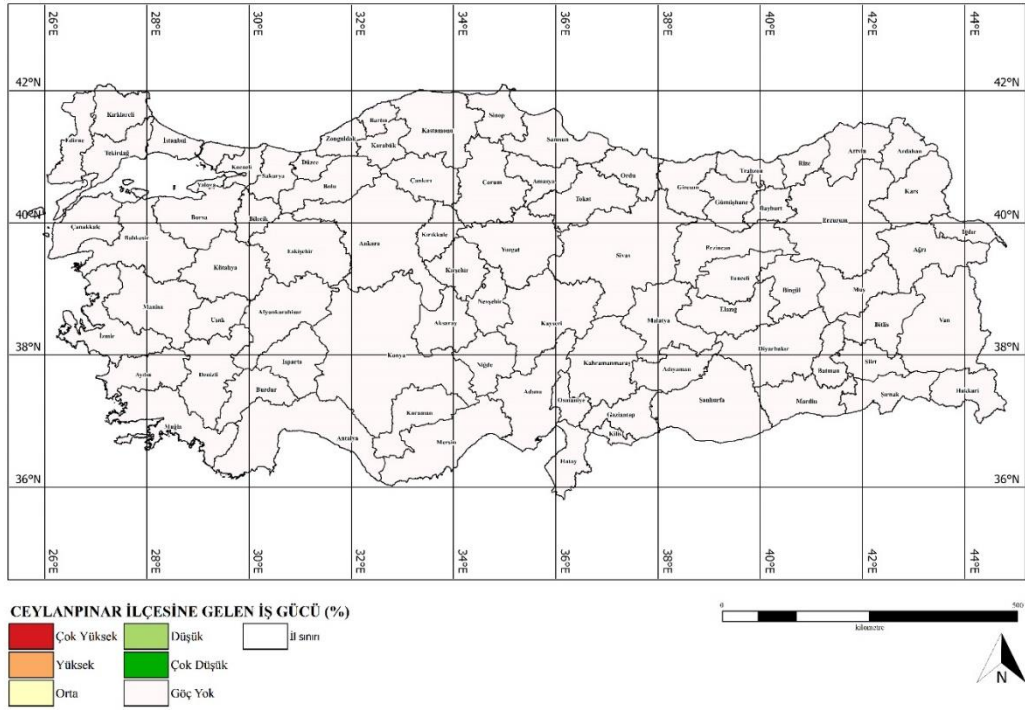 26°E 28°E 30°E 32°E 34°E 36°E 38°E 40°E 42°E 44°E
42°N 42°N
Kırklareli
Edirne
Tekirdağ
İstanbul
Kocaeli
Yalova
Sakarya
Düzce
Zonguldak
Bartın
Karabük
Kastamonu
Sinop
Samsun
Bolu
Çankırı
Çorum
Amasya
Tokat
Ordu
Giresun
Trabzon
Gümüşhane
Bayburt
Rize
Artvin
Ardahan
Kars
Erzurum
40°N 40°N
Çanakkale
Balıkesir
Bursa
Bilecik
Eskişehir
Kütahya
Ankara
Kırıkkale
Kırşehir
Yozgat
Sivas
Erzincan
Tunceli
Bingöl
Elazığ
Muş
Ağrı
Iğdır
Van
Bitlis
Manisa
Uşak
Afyonkarahisar
İzmir
Aksaray
Nevşehir
Kayseri
Malatya
Diyarbakır
38°N 38°N
Konya
Aydın
Denizli
Isparta
Burdur
Niğde
Kahramanmaraş
Adıyaman
Batman
Siirt
Şırnak
Hakkari
Mardin
Şanlıurfa
Gaziantep
Kilis
Osmaniye
Adana
Karaman
Mersin
Antalya
Muğla
Hatay
36°N 36°N
26°E 28°E 30°E 32°E 34°E 36°E 38°E 40°E 42°E 44°E
CEYLANPINAR İLÇESİNE GELEN İŞ GÜCÜ (%)
Çok Yüksek Düşük İl sınırı
Yüksek Çok Düşük
Orta Göç Yok
0 500
kilometre
N